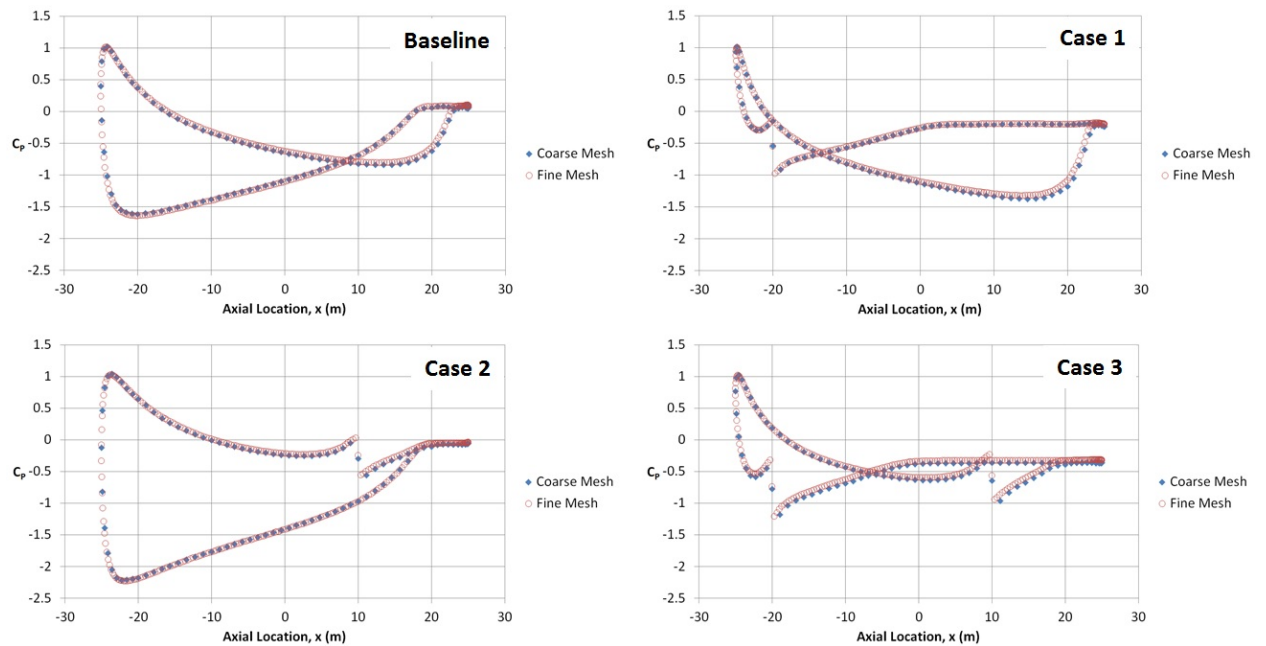 Baseline
1.5
1
0.5
0
-0.5
-1
-1.5
-2
-2.5
CP
-30 -20 -10 0 10 20 30
Axial Location, x (m)
Coarse Mesh
Fine Mesh
Case 1
1.5
1
0.5
0
-0.5
-1
-1.5
-2
-2.5
CP
-30 -20 -10 0 10 20 30
Axial Location, x (m)
Coarse Mesh
Fine Mesh
Case 2
1.5
1
0.5
0
-0.5
-1
-1.5
-2
-2.5
CP
-30 -20 -10 0 10 20 30
Axial Location, x (m)
Coarse Mesh
Fine Mesh
Case 3
1.5
1
0.5
0
-0.5
-1
-1.5
-2
-2.5
CP
-30 -20 -10 0 10 20 30
Axial Location, x (m)
Coarse Mesh
Fine Mesh